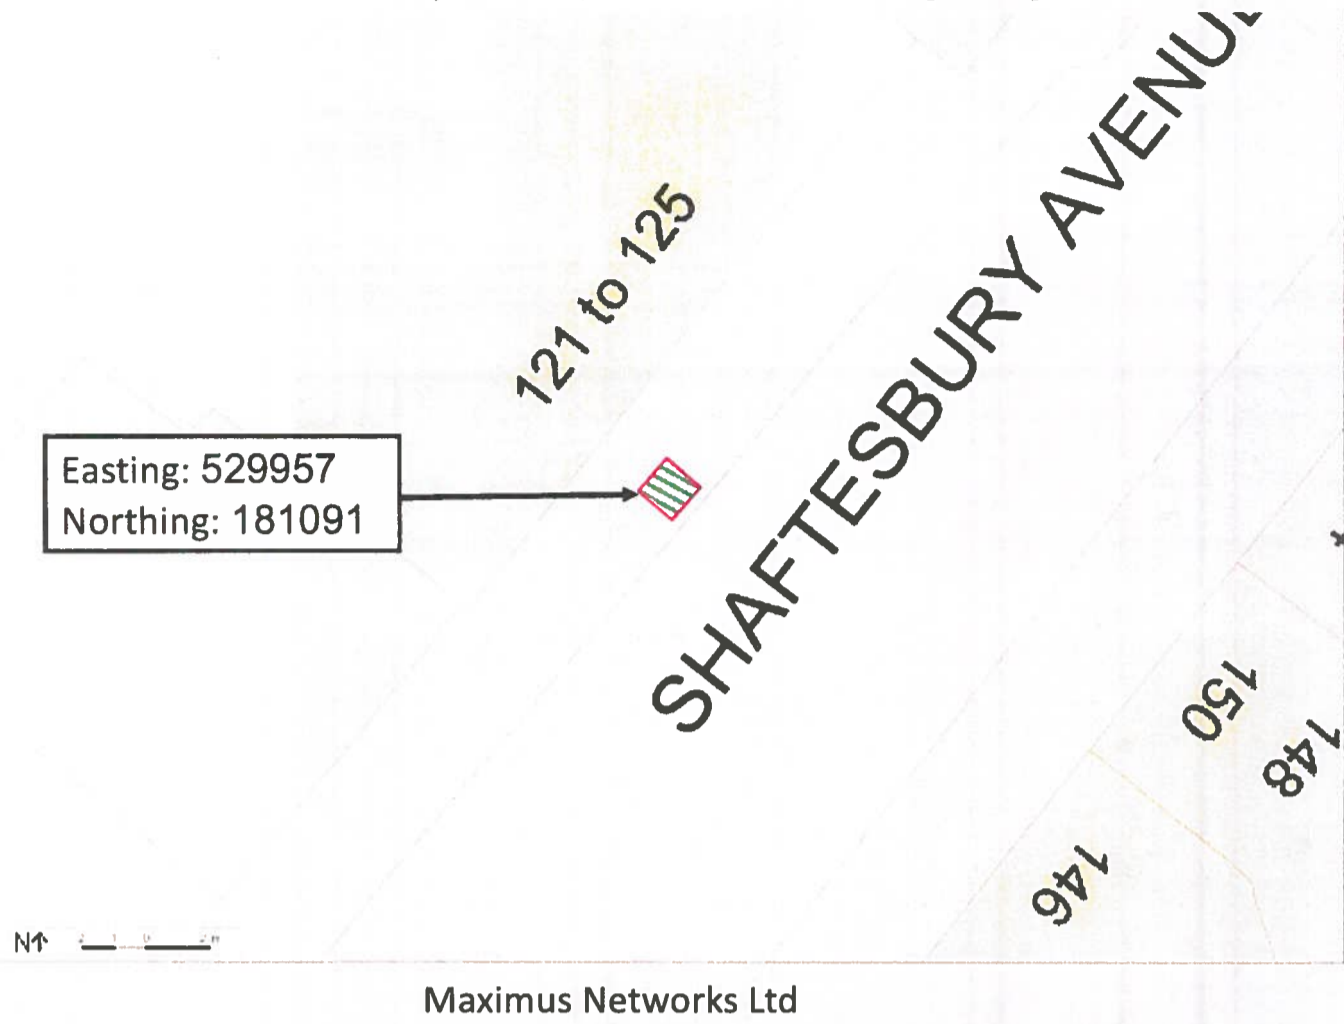 SHAFTESBURY AVENUE
121 to 125
Easting: 529957
Northing: 181091
150
148
146
N
Maximus Networks Ltd